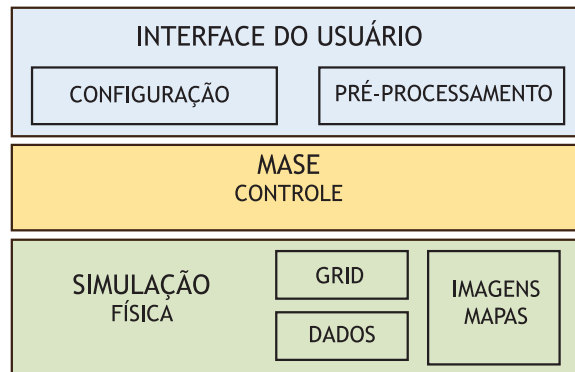 INTERFACE DO USUÁRIO
CONFIGURAÇÃO
PRÉ-PROCESSAMENTO
MASE
CONTROLE
SIMULAÇÃO
FÍSICA
GRID
DADOS
IMAGENS
MAPAS